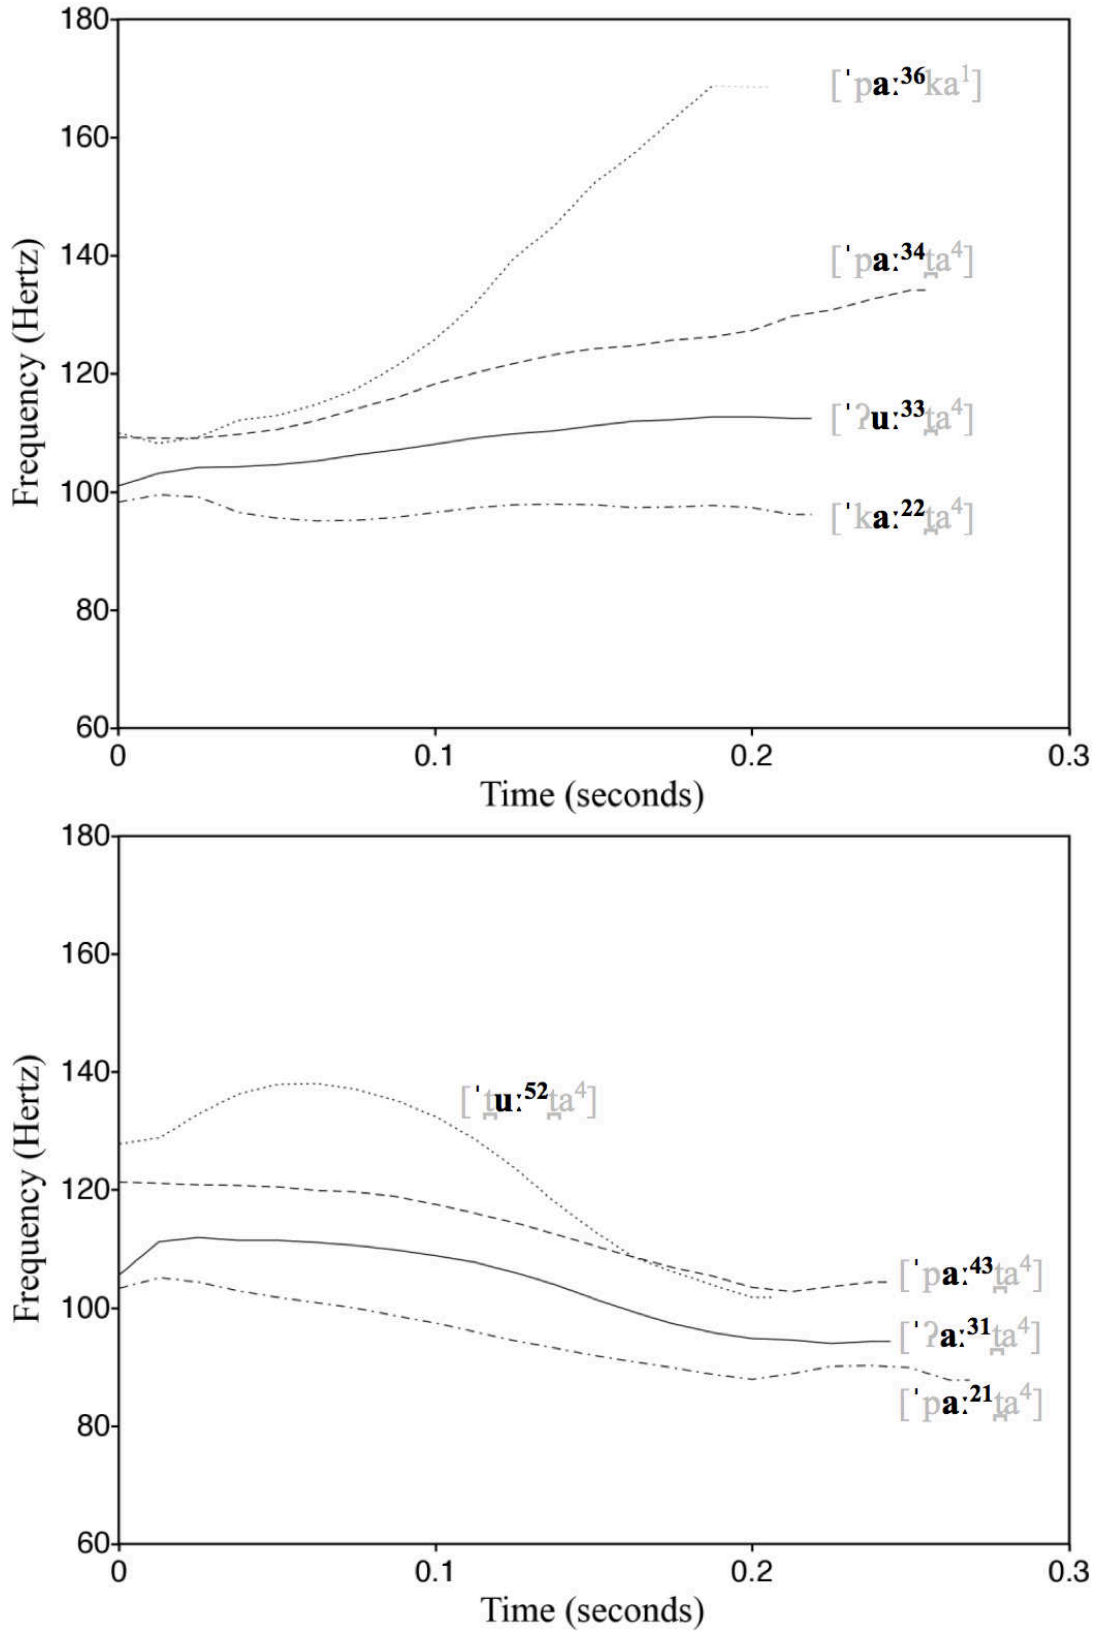 180
160
140
120
100
80
60
Frequency (Hertz)
[ˈpaː³⁶ka¹]
[ˈpaː³⁴t̪a⁴]
[ˈʔuː³³t̪a⁴]
[ˈkaː²²t̪a⁴]
0 0.1 0.2 0.3
Time (seconds)
180
160
140
120
100
80
60
Frequency (Hertz)
[ˈt̪uː⁵²t̪a⁴]
[ˈpaː⁴³t̪a⁴]
[ˈʔaː³¹t̪a⁴]
[ˈpaː²¹t̪a⁴]
0 0.1 0.2 0.3
Time (seconds)